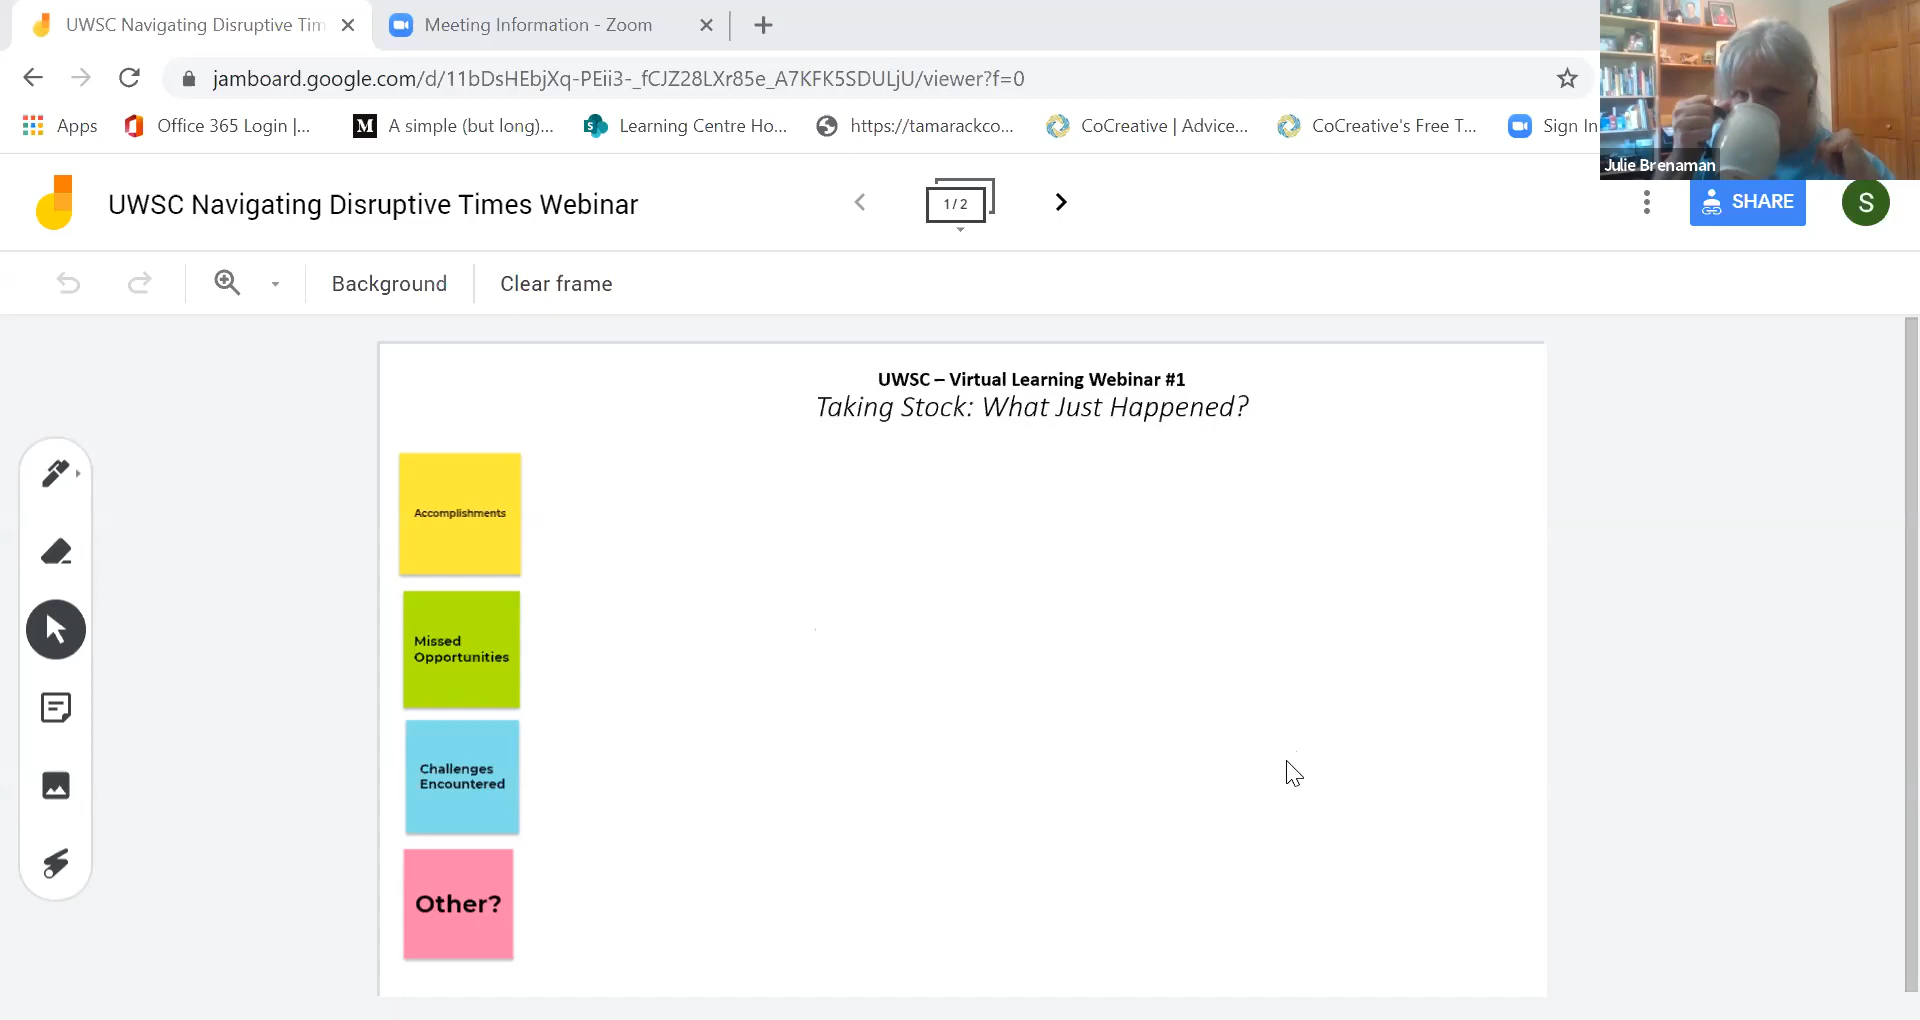 UWSC Navigating Disruptive Tim
Meeting Information - Zoom
jamboard.google.com/d/11bDsHEbjXq-PEii3-_fCJZ28LXr85e_A7KFK5SDULjU/viewer?f=0
Apps
Office 365 Login |...
M
A simple (but long)...
S
Learning Centre Ho...
https://tamarackco...
CoCreative | Advice...
CoCreative's Free T...
Sign In
Julie Brenaman
UWSC Navigating Disruptive Times Webinar
1 / 2
SHARE
S
Background
Clear frame
UWSC – Virtual Learning Webinar #1
Taking Stock: What Just Happened?
Accomplishments
Missed
Opportunities
Challenges
Encountered
Other?